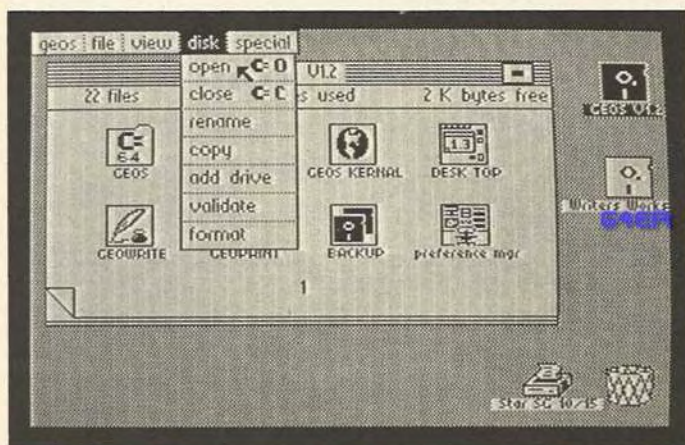 geos file view disk special
open C= O
close C= C
rename
copy
add drive
validate
format
V1.2
22 files
s used
2 K bytes free
C=
64
GEOS
GEOS KERNAL
1.3
DESK TOP
GEOWRITE
GEOPRINT
BACKUP
preference mgr
1
GEOS V1.2
Writers Works
64ER
Star SG 10/15